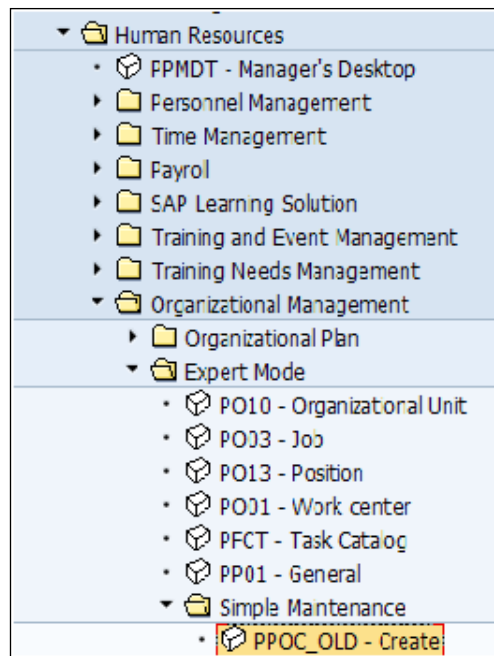 Human Resources
PPMDT - Manager's Desktop
Personnel Management
Time Management
Payrol
SAP Learning Solution
Training and Event Management
Training Needs Management
Organizational Management
Organizational Plan
Expert Mode
PO10 - Organizational Unit
PO03 - Job
PO13 - Position
PO01 - Work center
PFCT - Task Catalog
PP01 - General
Simple Maintenance
PPOC_OLD - Create